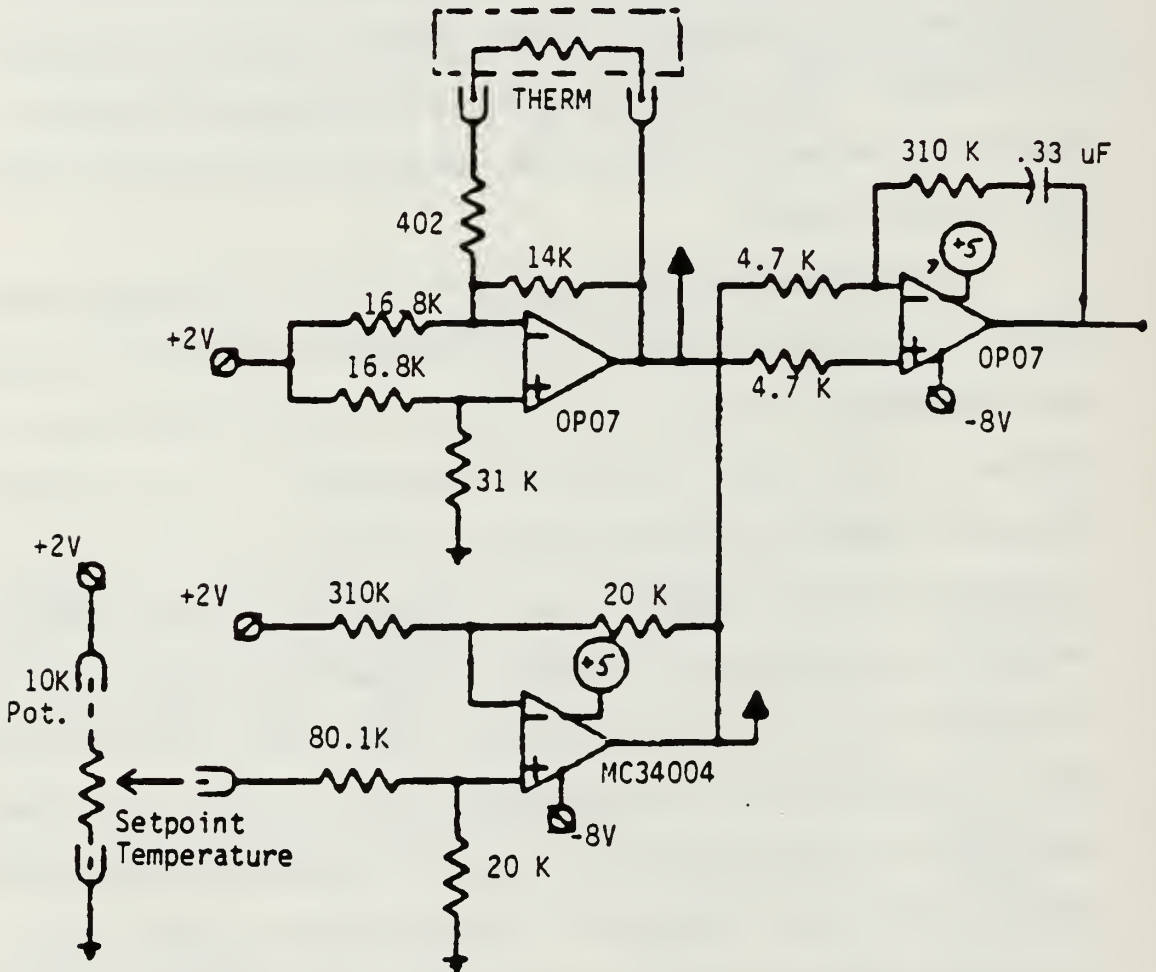 THERM
310 K
.33 uF
402
14K
4.7 K
+5
16.8K
+2V
16.8K
−
+
OP07
−
+
OP07
4.7 K
-8V
31 K
+2V
+2V
310K
20 K
+5
10K
Pot.
80.1K
−
+
MC34004
-8V
Setpoint
Temperature
20 K